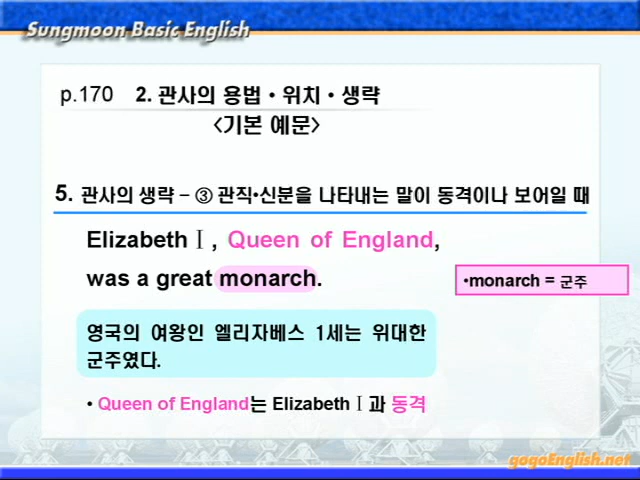 Sungmoon Basic English
p.170 2. 관사의 용법 • 위치 • 생략
<기본 예문>
5. 관사의 생략 – ③ 관직•신분을 나타내는 말이 동격이나 보어일 때
Elizabeth Ⅰ, Queen of England,
was a great monarch.
•monarch = 군주
영국의 여왕인 엘리자베스 1세는 위대한
군주였다.
• Queen of England는 Elizabeth Ⅰ과 동격
gogoEnglish.net